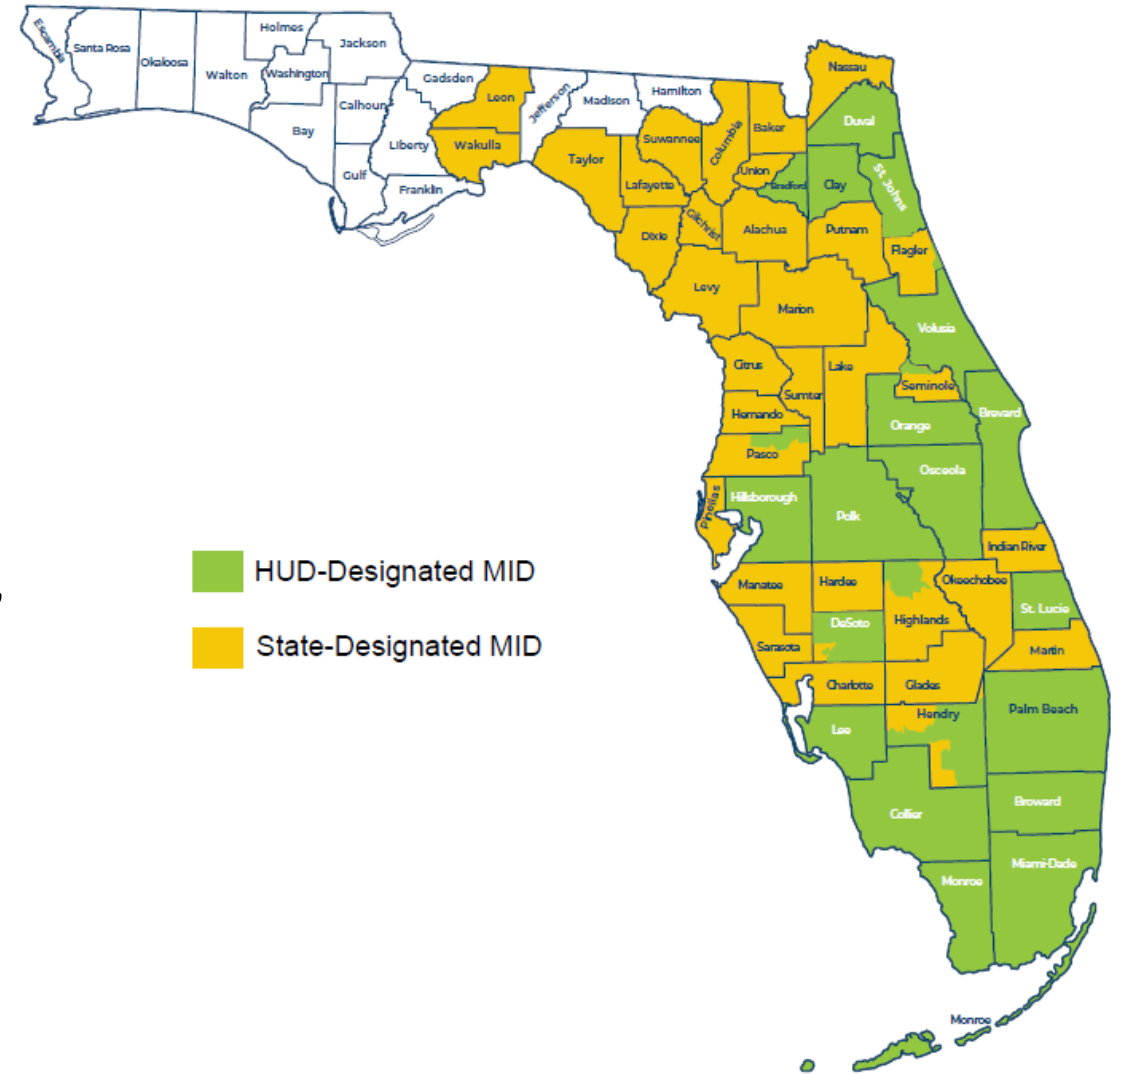 Escambia
Santa Rosa
Okaloosa
Walton
Holmes
Washington
Jackson
Bay
Calhoun
Gulf
Liberty
Gadsden
Franklin
Leon
Wakulla
Jefferson
Madison
Taylor
Hamilton
Suwannee
Lafayette
Dixie
Columbia
Gilchrist
Baker
Union
Bradford
Nassau
Duval
Clay
St. Johns
Alachua
Putnam
Flagler
Levy
Marion
Volusia
Citrus
Sumter
Lake
Seminole
Hernando
Orange
Brevard
Pasco
Osceola
Pinellas
Hillsborough
Polk
Indian River
Manatee
Hardee
Highlands
Okeechobee
St. Lucie
DeSoto
Sarasota
Martin
Charlotte
Glades
Lee
Hendry
Palm Beach
Collier
Broward
Monroe
Miami-Dade
Monroe
HUD-Designated MID
State-Designated MID
,